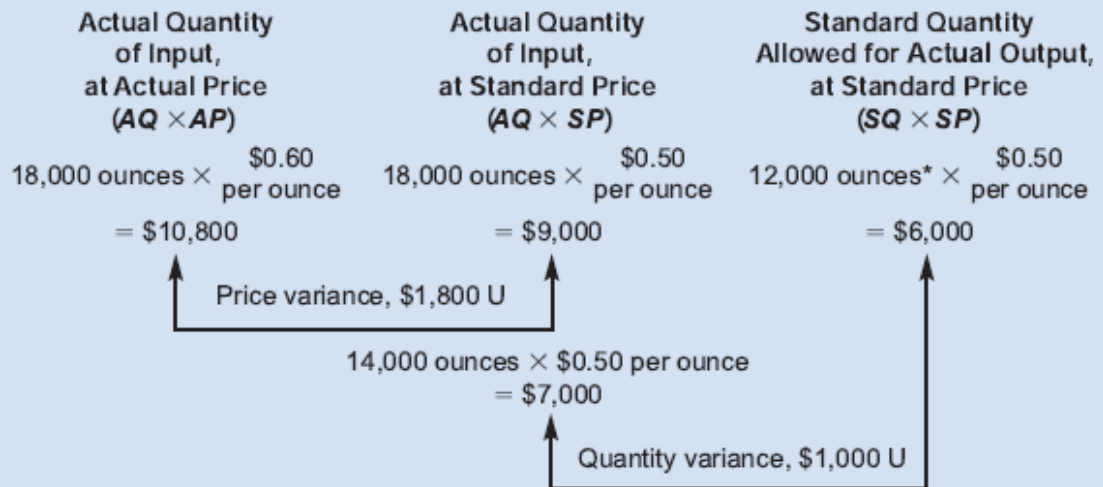 Actual Quantity
of Input,
at Actual Price
(AQ × AP)
18,000 ounces × $0.60
per ounce
= $10,800
Actual Quantity
of Input,
at Standard Price
(AQ × SP)
18,000 ounces × $0.50
per ounce
= $9,000
Standard Quantity
Allowed for Actual Output,
at Standard Price
(SQ × SP)
12,000 ounces* × $0.50
per ounce
= $6,000
Price variance, $1,800 U
14,000 ounces × $0.50 per ounce
= $7,000
Quantity variance, $1,000 U